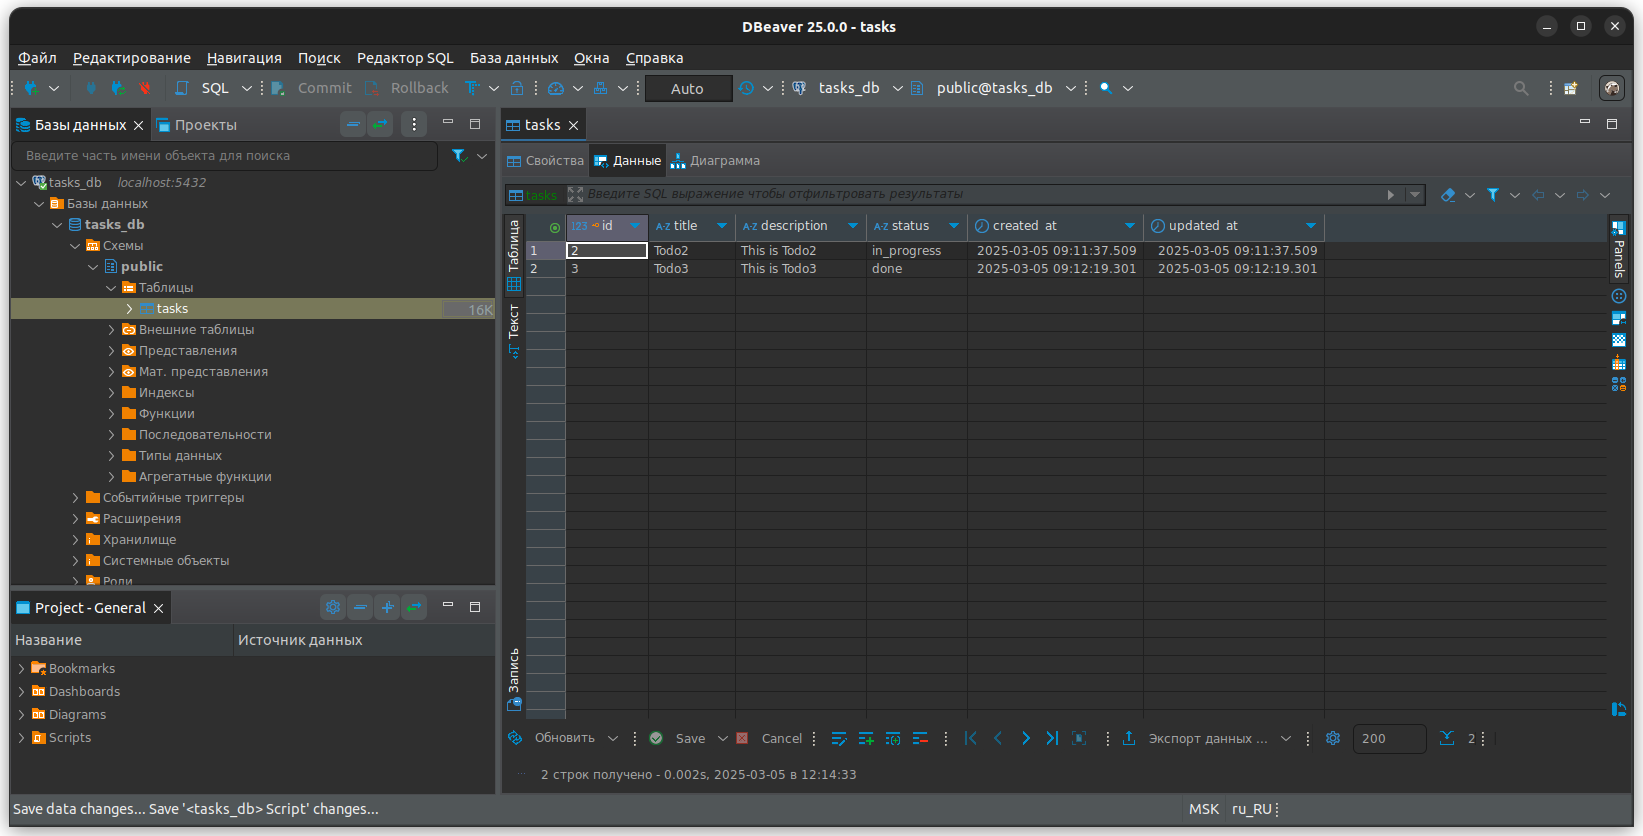 DBeaver 25.0.0 - tasks
Файл Редактирование Навигация Поиск Редактор SQL База данных Окна Справка
SQL Commit Rollback Auto tasks_db public@tasks_db
Базы данных Проекты
tasks
Введите часть имени объекта для поиска
Свойства Данные Диаграмма
tasks_db localhost:5432
tasks Введите SQL выражение чтобы отфильтровать результаты
Базы данных
tasks_db
Схемы
public
Таблицы
tasks 16K
Внешние таблицы
Представления
Мат. представления
Индексы
Функции
Последовательности
Типы данных
Агрегатные функции
Событийные триггеры
Расширения
Хранилище
Системные объекты
Роли
Таблица
Текст
Запись
123 id A-Z title A-Z description A-Z status created_at updated_at
1 2 Todo2 This is Todo2 in_progress 2025-03-05 09:11:37.509 2025-03-05 09:11:37.509
2 3 Todo3 This is Todo3 done 2025-03-05 09:12:19.301 2025-03-05 09:12:19.301
Panels
Project - General
Название Источник данных
Bookmarks
Dashboards
Diagrams
Scripts
Обновить Save Cancel Экспорт данных ... 200 2
2 строк получено - 0.002s, 2025-03-05 в 12:14:33
Save data changes... Save '<tasks_db> Script' changes...
MSK ru_RU